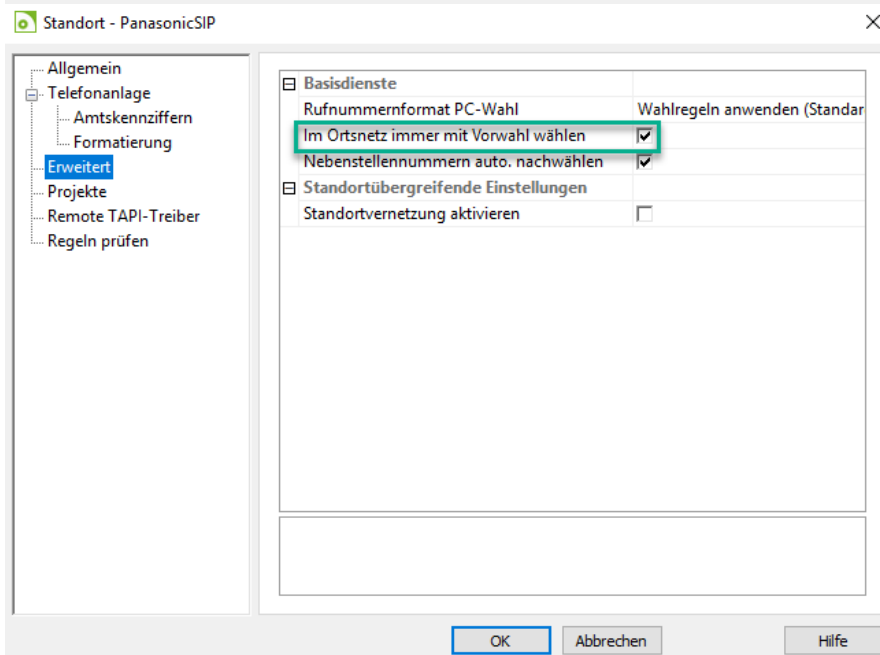 Standort - PanasonicSIP
Allgemein
Telefonanlage
Amtskennziffern
Formatierung
Erweitert
Projekte
Remote TAPI-Treiber
Regeln prüfen
Basisdienste
Rufnummernformat PC-Wahl Wahlregeln anwenden (Standar
Im Ortsnetz immer mit Vorwahl wählen
Nebenstellennummern auto. nachwählen
Standortübergreifende Einstellungen
Standortvernetzung aktivieren
OK Abbrechen Hilfe